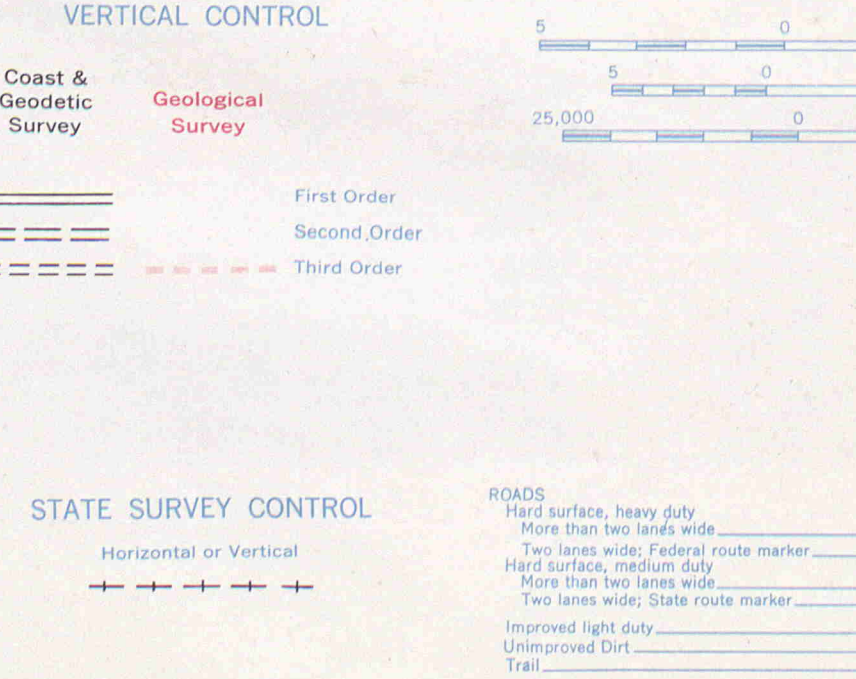 VERTICAL CONTROL
Coast &
Geodetic
Survey
Geological
Survey
First Order
Second Order
Third Order
5 0
5 0
25,000 0
STATE SURVEY CONTROL
Horizontal or Vertical
ROADS
Hard surface, heavy duty
More than two lanes wide
Two lanes wide; Federal route marker
Hard surface, medium duty
More than two lanes wide
Two lanes wide; State route marker
Improved light duty
Unimproved Dirt
Trail